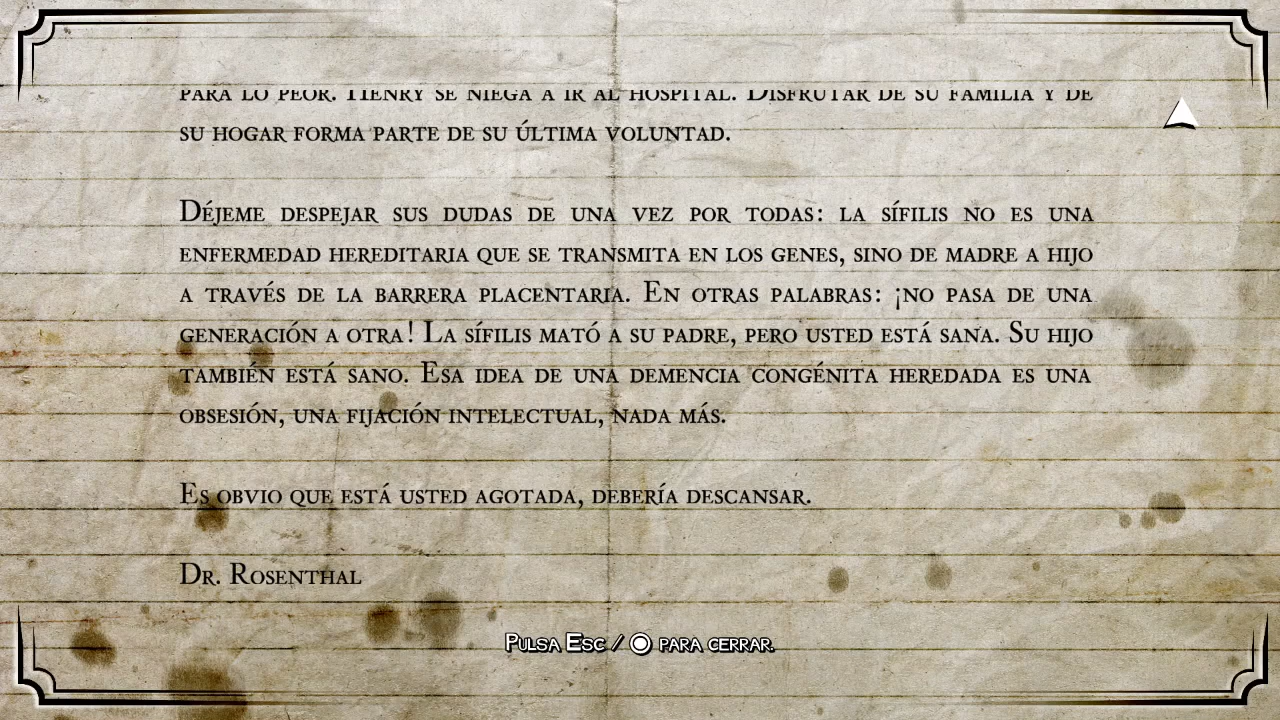 para lo peor. Henry se niega a ir al hospital. Disfrutar de su familia y de
su hogar forma parte de su última voluntad.
Déjeme despejar sus dudas de una vez por todas: la sífilis no es una
enfermedad hereditaria que se transmita en los genes, sino de madre a hijo
a través de la barrera placentaria. En otras palabras: ¡no pasa de una
generación a otra! La sífilis mató a su padre, pero usted está sana. Su hijo
también está sano. Esa idea de una demencia congénita heredada es una
obsesión, una fijación intelectual, nada más.
Es obvio que está usted agotada, debería descansar.
Dr. Rosenthal
Pulsa Esc / para cerrar.